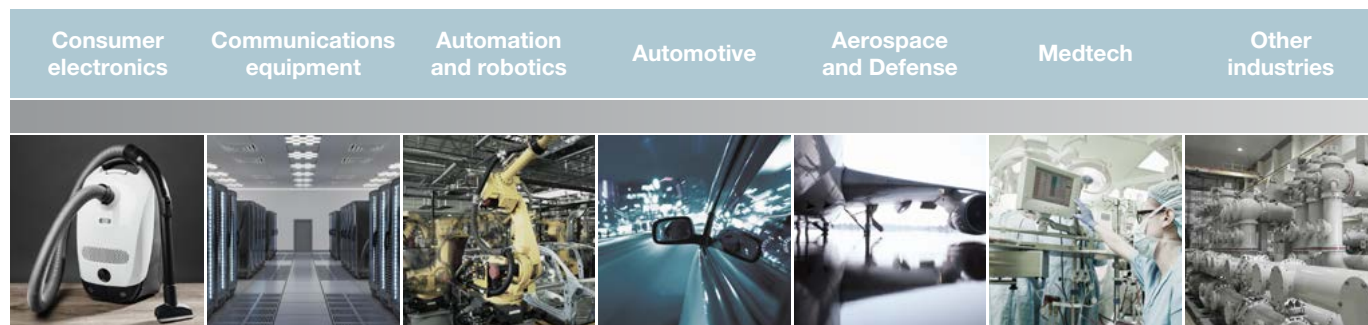 Consumer
electronics
Communications
equipment
Automation
and robotics
Automotive
Aerospace
and Defense
Medtech
Other
industries